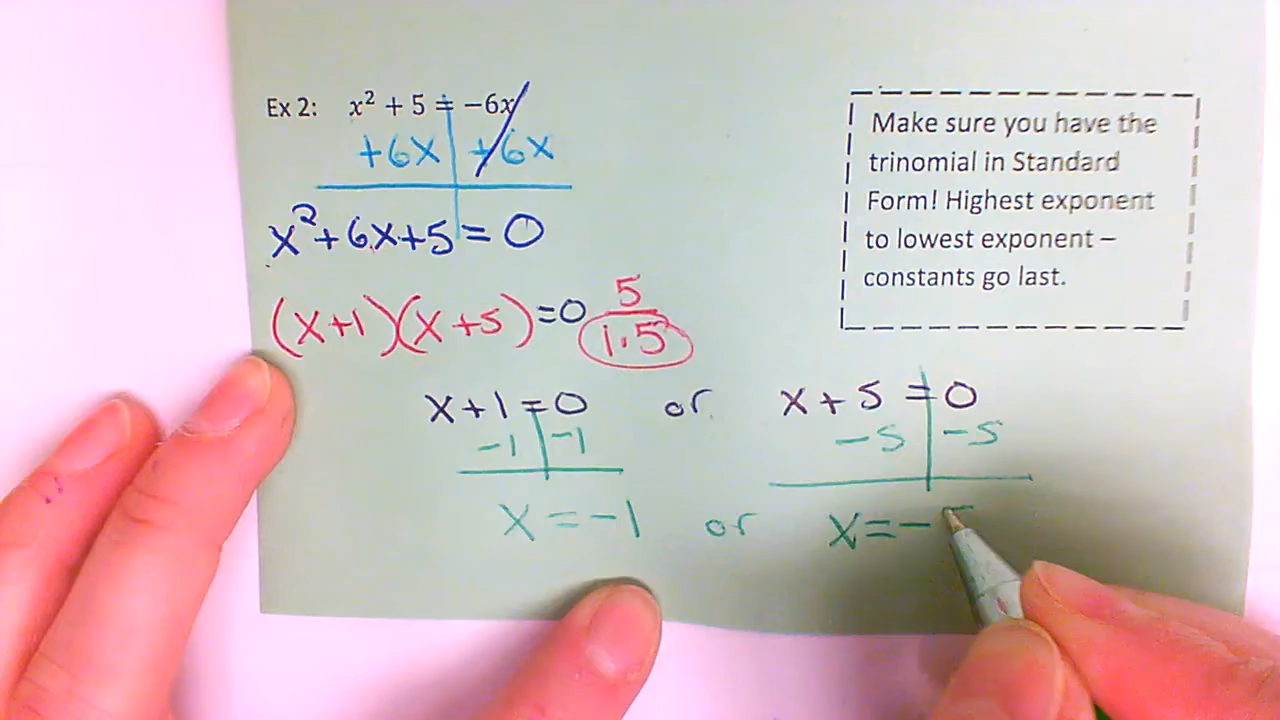 Ex 2: x² + 5 = −6x
+6x +6x
x²+6x+5=0
(x+1)(x+5)=0 5
1·5
x+1=0 or x+5=0
-1 -1 -5 -5
x=-1 or x=-5
Make sure you have the
trinomial in Standard
Form! Highest exponent
to lowest exponent –
constants go last.